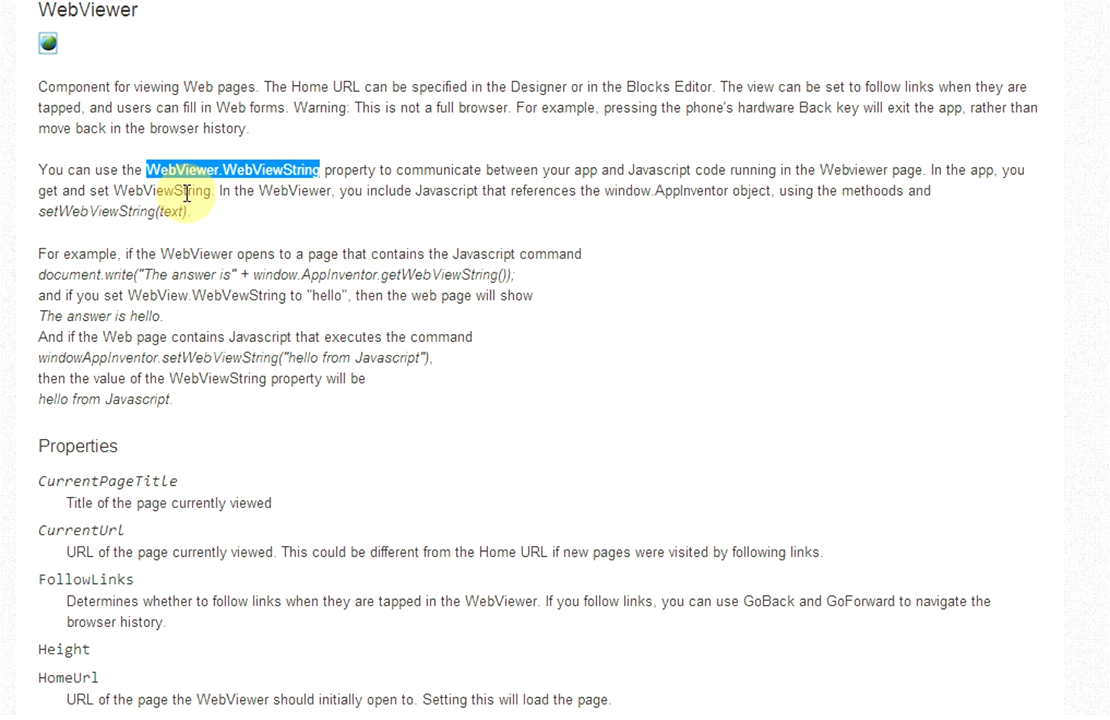 WebViewer
Component for viewing Web pages. The Home URL can be specified in the Designer or in the Blocks Editor. The view can be set to follow links when they are
tapped, and users can fill in Web forms. Warning: This is not a full browser. For example, pressing the phone's hardware Back key will exit the app, rather than
move back in the browser history.
You can use the WebViewer.WebViewString property to communicate between your app and Javascript code running in the Webviewer page. In the app, you
get and set WebViewString. In the WebViewer, you include Javascript that references the window.AppInventor object, using the methoods and
setWebViewString(text).
For example, if the WebViewer opens to a page that contains the Javascript command
document.write("The answer is" + window.AppInventor.getWebViewString());
and if you set WebView.WebVewString to "hello", then the web page will show
The answer is hello.
And if the Web page contains Javascript that executes the command
windowAppInventor.setWebViewString("hello from Javascript"),
then the value of the WebViewString property will be
hello from Javascript.
Properties
CurrentPageTitle
Title of the page currently viewed
CurrentUrl
URL of the page currently viewed. This could be different from the Home URL if new pages were visited by following links.
FollowLinks
Determines whether to follow links when they are tapped in the WebViewer. If you follow links, you can use GoBack and GoForward to navigate the
browser history.
Height
HomeUrl
URL of the page the WebViewer should initially open to. Setting this will load the page.